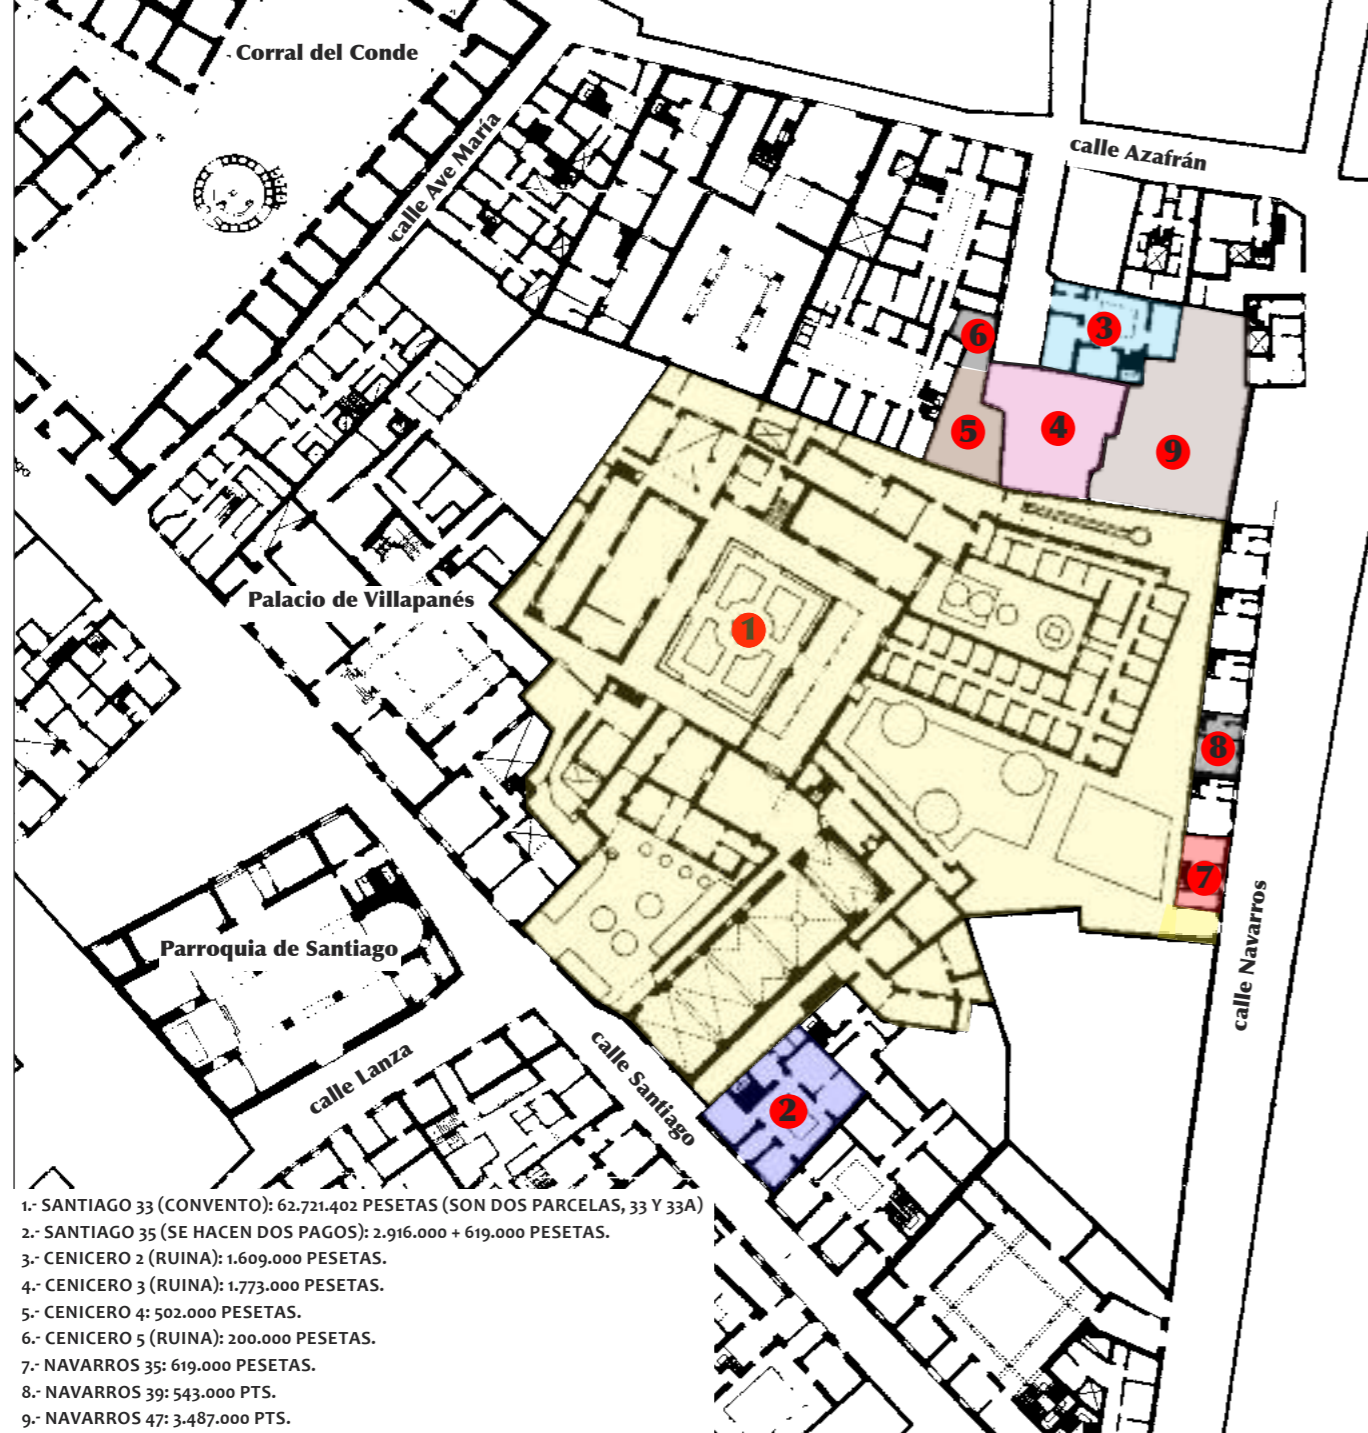 Corral del Conde
calle Ave María
calle Azafrán
6
3
5
4
9
Palacio de Villapanés
1
8
7
Parroquia de Santiago
calle Navarros
calle Lanza
calle Santiago
2
1.- SANTIAGO 33 (CONVENTO): 62.721.402 PESETAS (SON DOS PARCELAS, 33 Y 33A)
2.- SANTIAGO 35 (SE HACEN DOS PAGOS): 2.916.000 + 619.000 PESETAS.
3.- CENICERO 2 (RUINA): 1.609.000 PESETAS.
4.- CENICERO 3 (RUINA): 1.773.000 PESETAS.
5.- CENICERO 4: 502.000 PESETAS.
6.- CENICERO 5 (RUINA): 200.000 PESETAS.
7.- NAVARROS 35: 619.000 PESETAS.
8.- NAVARROS 39: 543.000 PTS.
9.- NAVARROS 47: 3.487.000 PTS.